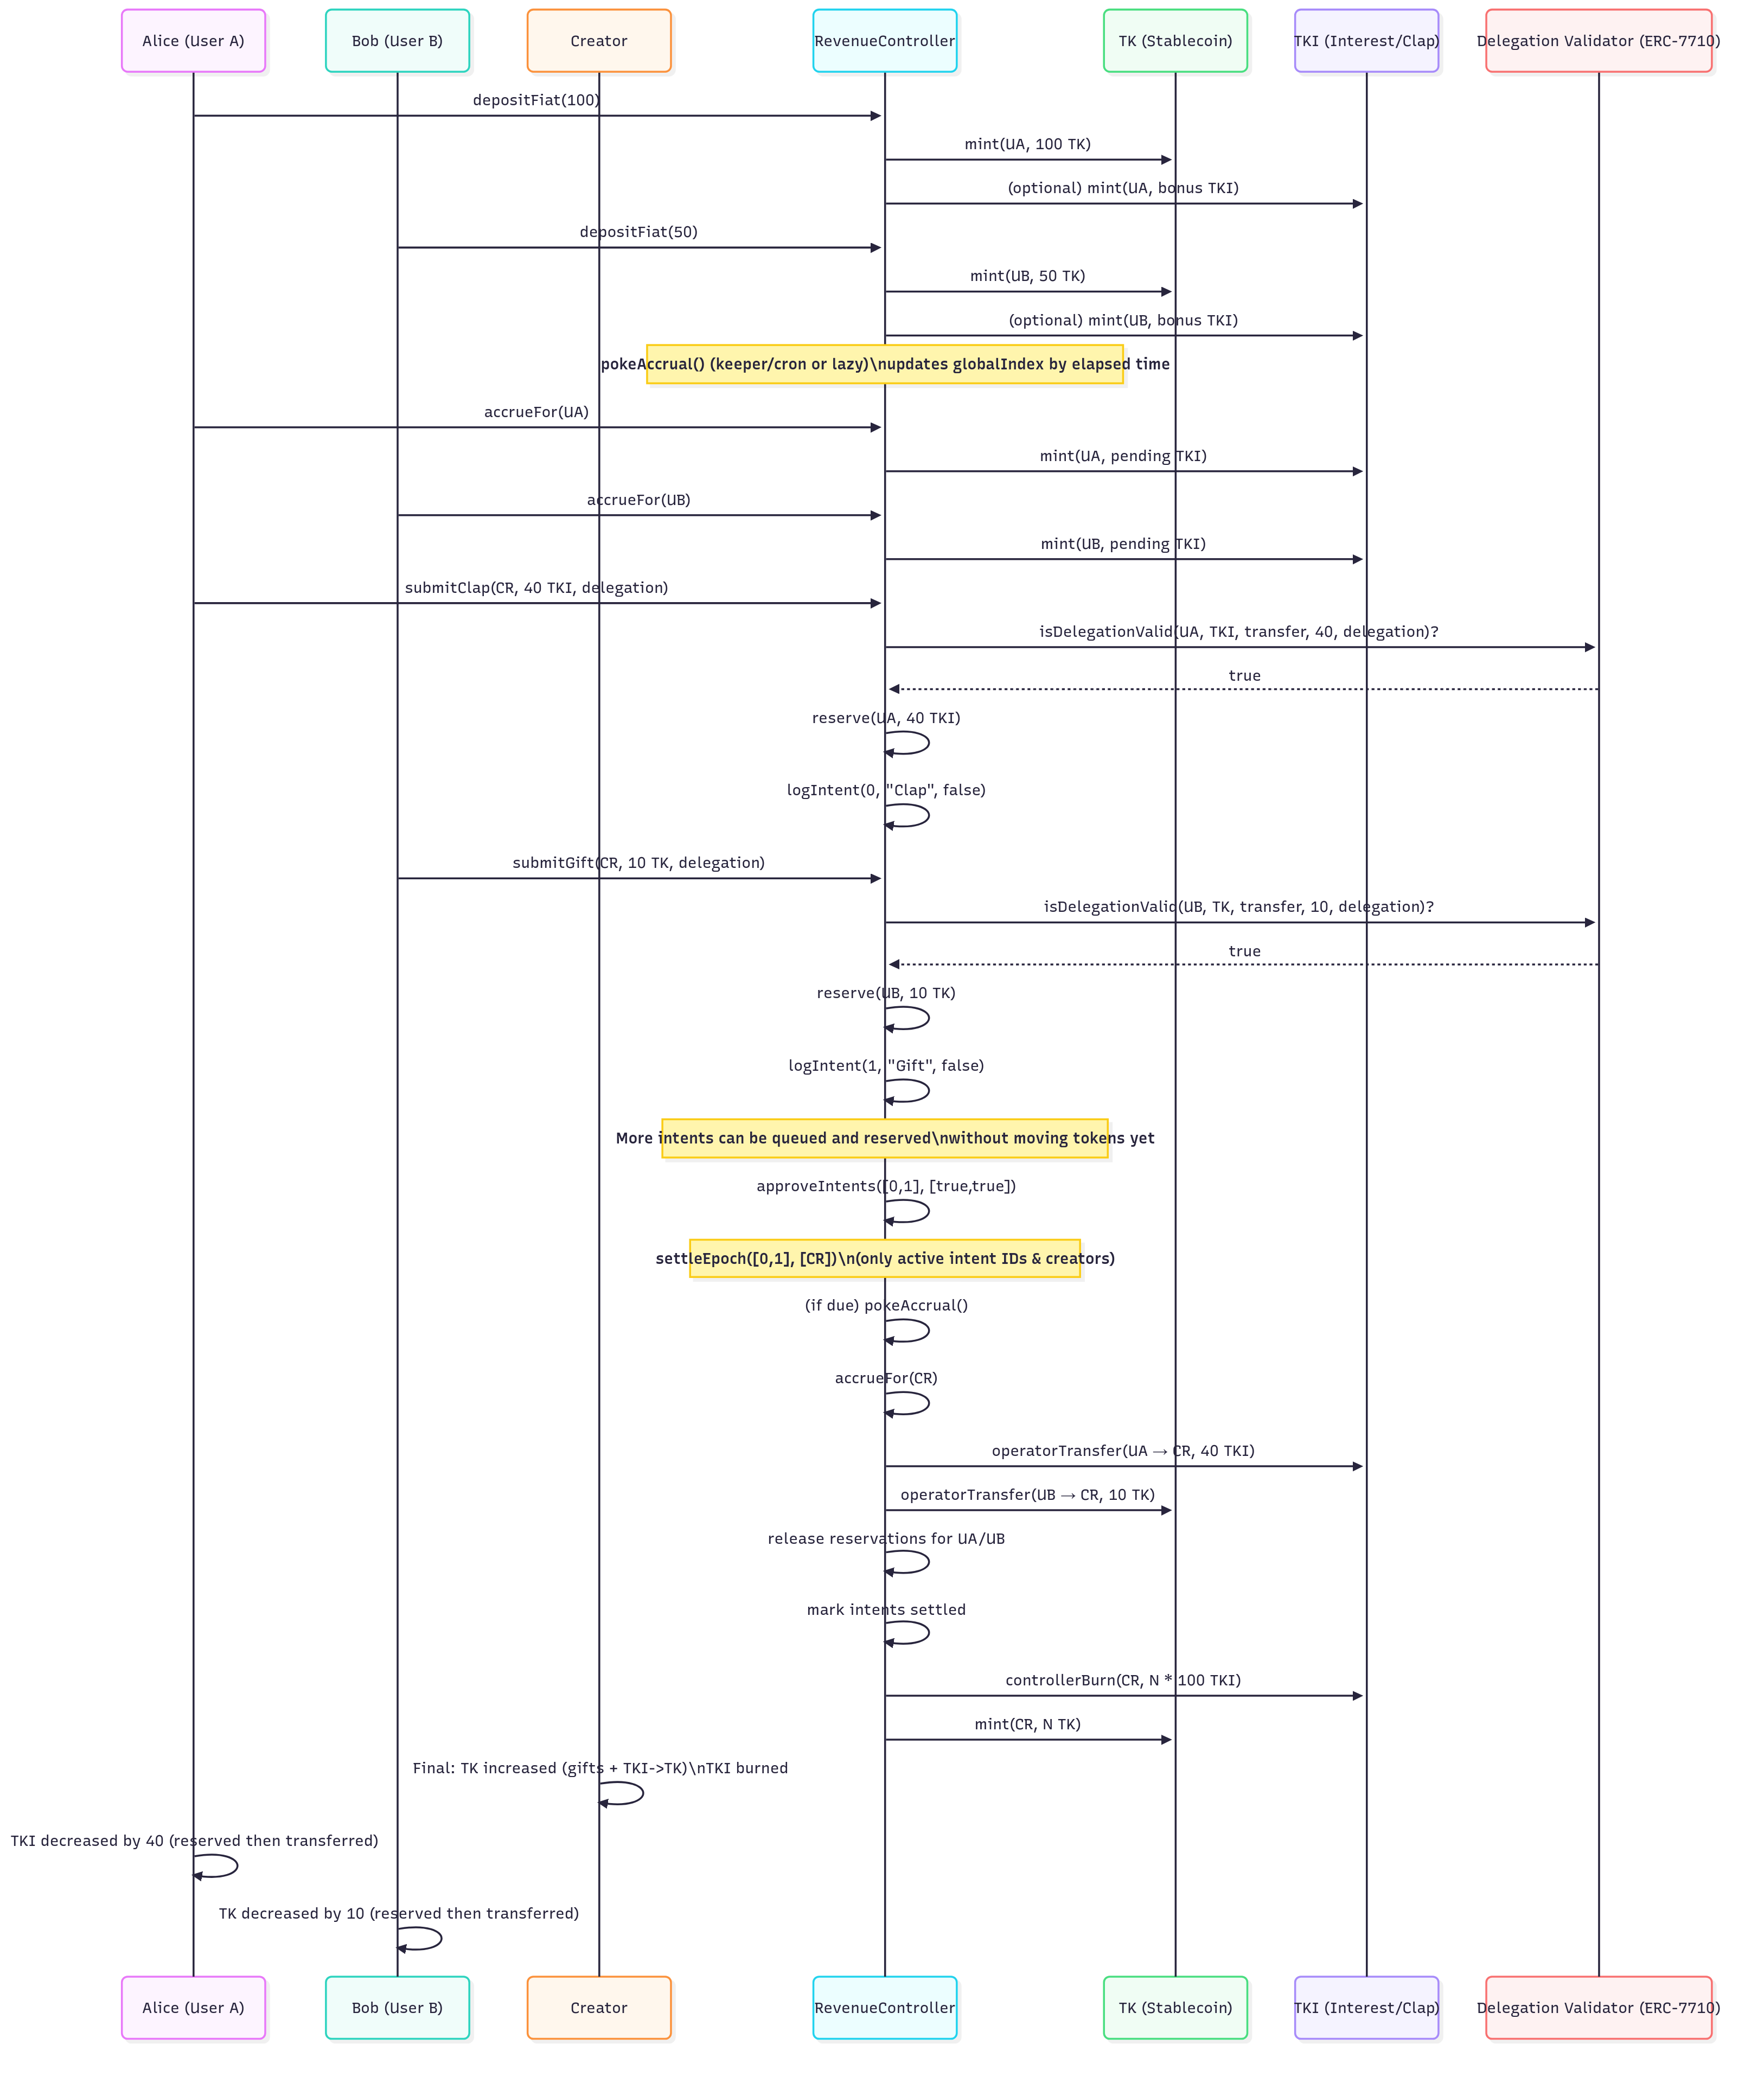 Alice (User A)
Bob (User B)
Creator
RevenueController
TK (Stablecoin)
TKI (Interest/Clap)
Delegation Validator (ERC-7710)
depositFiat(100)
mint(UA, 100 TK)
(optional) mint(UA, bonus TKI)
depositFiat(50)
mint(UB, 50 TK)
(optional) mint(UB, bonus TKI)
pokeAccrual() (keeper/cron or lazy)\nupdates globalIndex by elapsed time
accrueFor(UA)
mint(UA, pending TKI)
accrueFor(UB)
mint(UB, pending TKI)
submitClap(CR, 40 TKI, delegation)
isDelegationValid(UA, TKI, transfer, 40, delegation)?
true
reserve(UA, 40 TKI)
logIntent(0, "Clap", false)
submitGift(CR, 10 TK, delegation)
isDelegationValid(UB, TK, transfer, 10, delegation)?
true
reserve(UB, 10 TK)
logIntent(1, "Gift", false)
More intents can be queued and reserved\nwithout moving tokens yet
approveIntents([0,1], [true,true])
settleEpoch([0,1], [CR])\n(only active intent IDs & creators)
(if due) pokeAccrual()
accrueFor(CR)
operatorTransfer(UA → CR, 40 TKI)
operatorTransfer(UB → CR, 10 TK)
release reservations for UA/UB
mark intents settled
controllerBurn(CR, N * 100 TKI)
mint(CR, N TK)
Final: TK increased (gifts + TKI->TK)\nTKI burned
TKI decreased by 40 (reserved then transferred)
TK decreased by 10 (reserved then transferred)
Alice (User A)
Bob (User B)
Creator
RevenueController
TK (Stablecoin)
TKI (Interest/Clap)
Delegation Validator (ERC-7710)